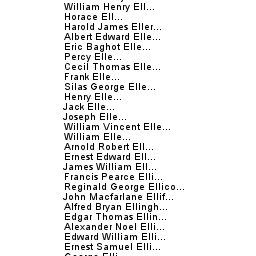 William Henry Ell...
Horace Ell...
Harold James Eller...
Albert Edward Elle...
Eric Baghot Elle...
Percy Elle...
Cecil Thomas Elle...
Frank Elle...
Silas George Elle...
Henry Elle...
Jack Elle...
Joseph Elle...
William Vincent Elle...
William Elle...
Arnold Robert Ell...
Ernest Edward Ell...
James William Ell...
Francis Pearce Elli...
Reginald George Ellico...
John Macfarlane Ellif...
Alfred Bryan Ellingh...
Edgar Thomas Ellin...
Alexander Noel Elli...
Edward William Elli...
Ernest Samuel Elli...